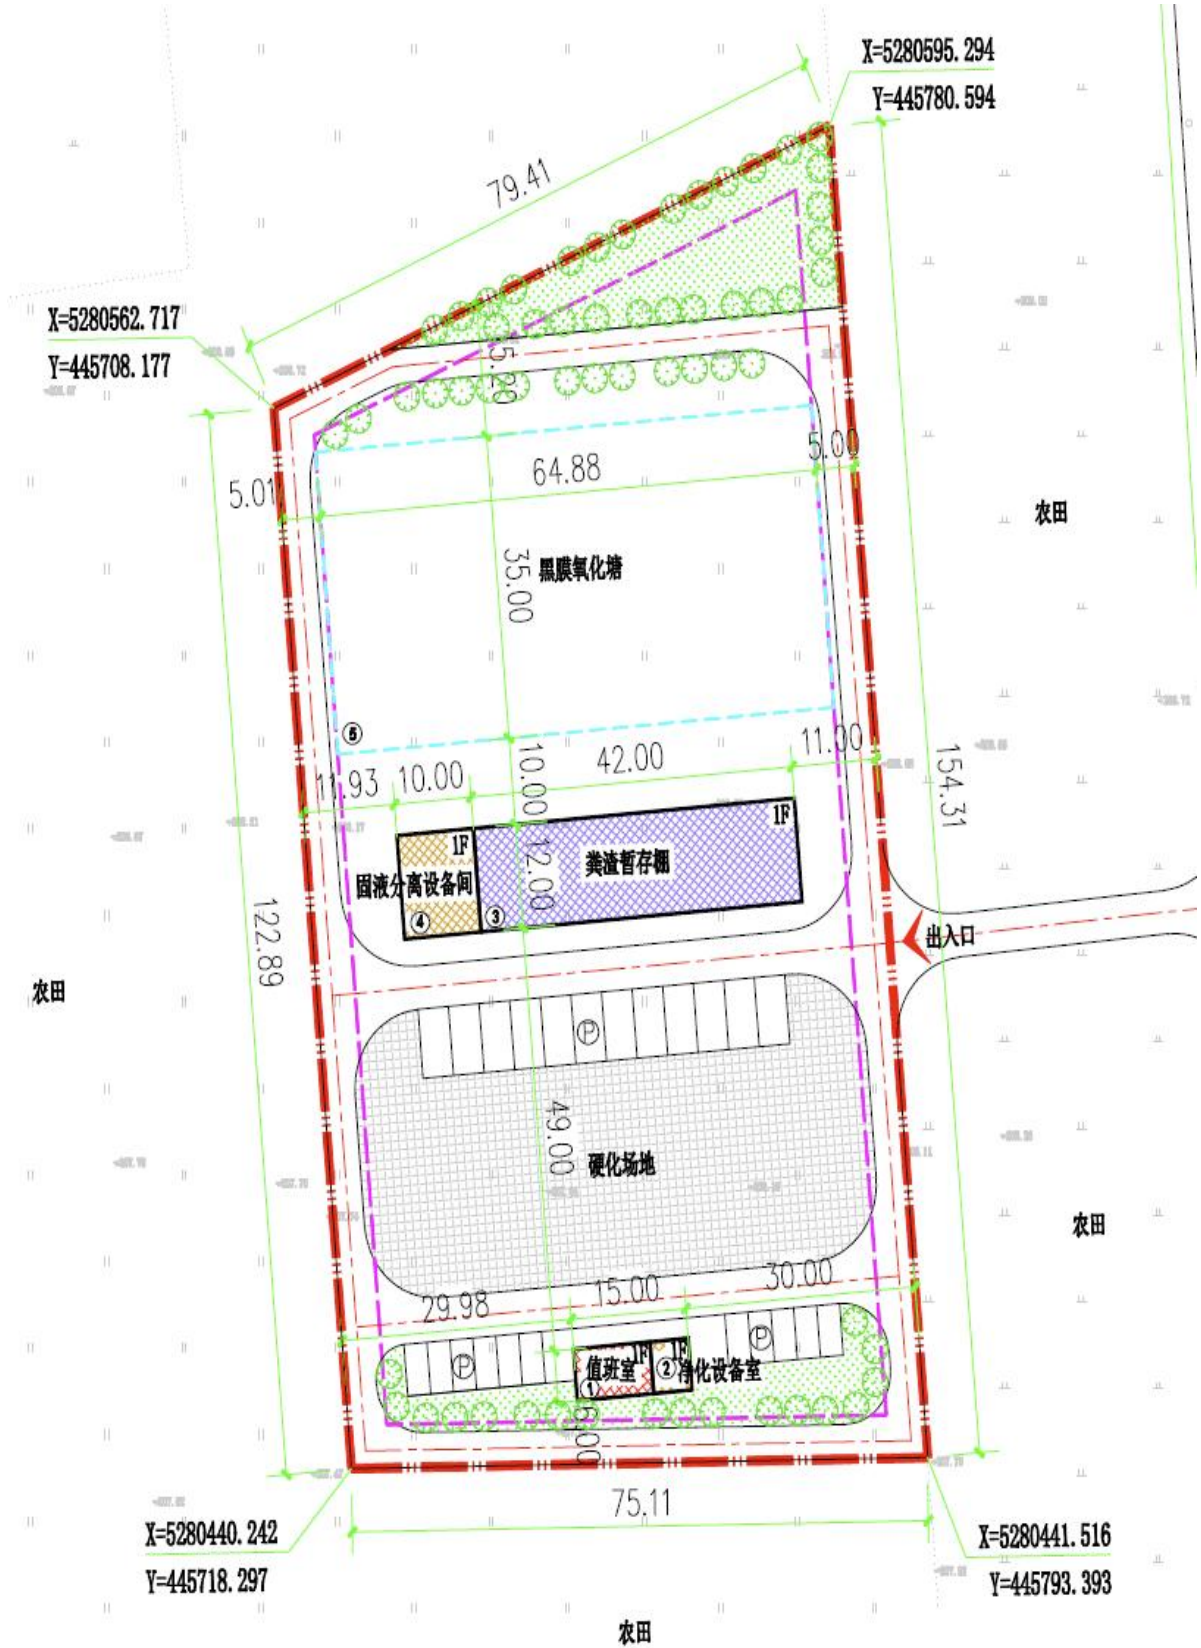 X=5280595.294
Y=445780.594
79.41
X=5280562.717
Y=445708.177
5.20
5.01
64.88
5.00
农田
35.00
黑膜氧化塘
⑤
11.93
10.00
10.00
42.00
11.00
154.31
1F
1F
12.00
粪渣暂存棚
固液分离设备间
④
③
122.89
出入口
农田
P
49.00
硬化场地
农田
29.98
15.00
30.00
P
P
1F
1F
值班室
②
净化设备室
①
6.00
75.11
X=5280440.242
Y=445718.297
X=5280441.516
Y=445793.393
农田